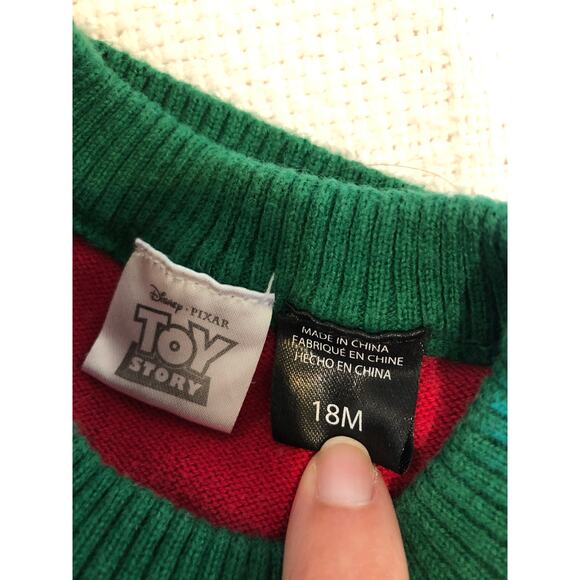 Disney · PIXAR
TOY
STORY
MADE IN CHINA
FABRIQUÉ EN CHINE
HECHO EN CHINA
18M